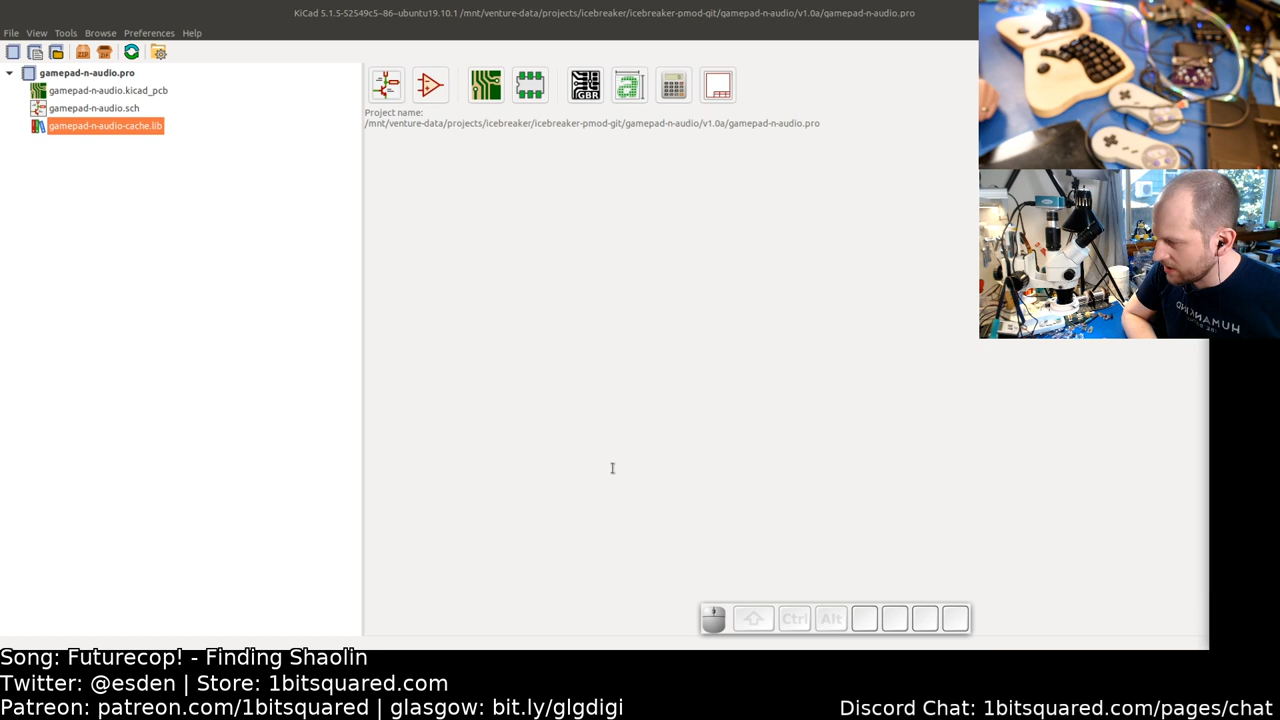 KiCad 5.1.5-52549c5~86~ubuntu19.10.1 /mnt/venture-data/projects/icebreaker/icebreaker-pmod-git/gamepad-n-audio/v1.0a/gamepad-n-audio.pro
File View Tools Browse Preferences Help
gamepad-n-audio.pro
gamepad-n-audio.kicad_pcb
gamepad-n-audio.sch
gamepad-n-audio-cache.lib
GBR
Project name:
/mnt/venture-data/projects/icebreaker/icebreaker-pmod-git/gamepad-n-audio/v1.0a/gamepad-n-audio.pro
Ctrl Alt
Song: Futurecop! - Finding Shaolin
Twitter: @esden | Store: 1bitsquared.com
Patreon: patreon.com/1bitsquared | glasgow: bit.ly/glgdigi
Discord Chat: 1bitsquared.com/pages/chat